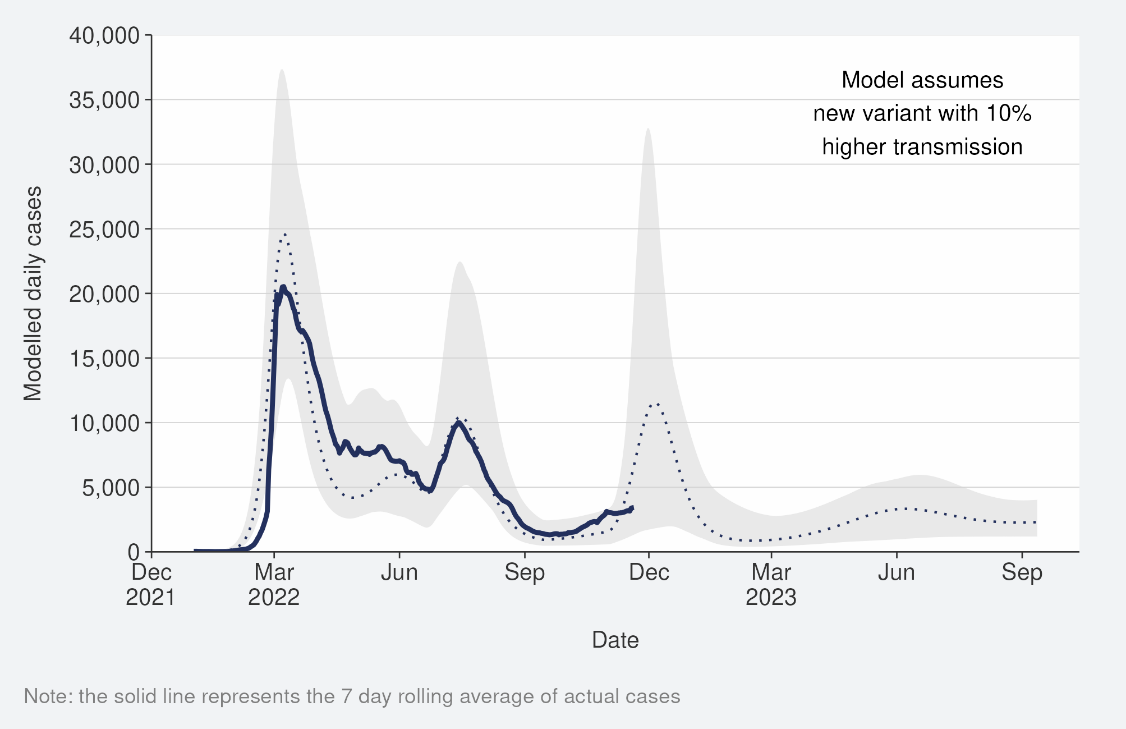 40,000
35,000
30,000
25,000
20,000
15,000
10,000
5,000
0
Modelled daily cases
Model assumes
new variant with 10%
higher transmission
Dec Mar Jun Sep Dec Mar Jun Sep
2021 2022 2023
Date
Note: the solid line represents the 7 day rolling average of actual cases